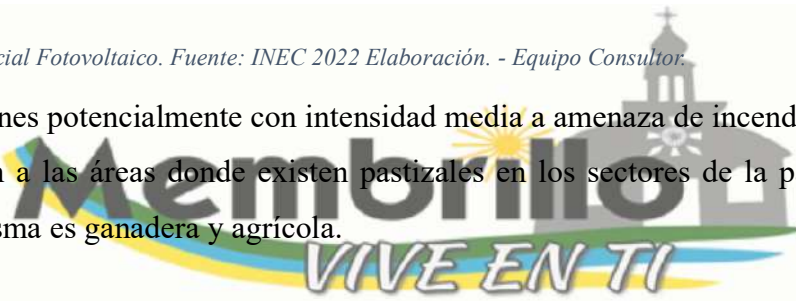 cial Fotovoltaico. Fuente: INEC 2022 Elaboración. - Equipo Consultor.
nes potencialmente con intensidad media a amenaza de incend
a las áreas donde existen pastizales en los sectores de la p
sma es ganadera y agrícola.
Membrillo
VIVE EN TI